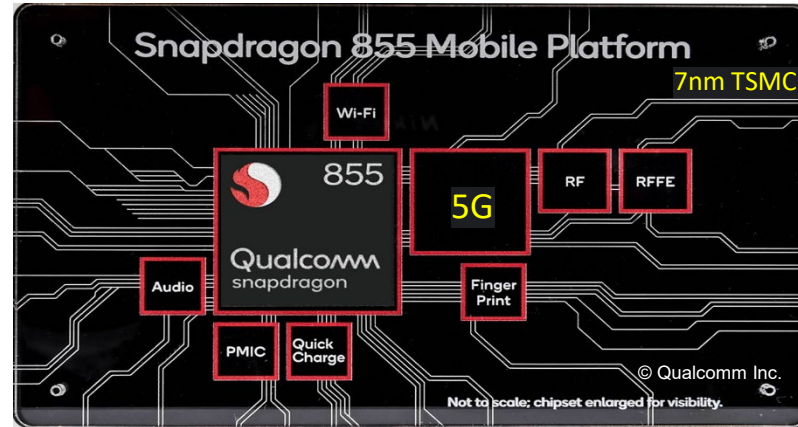 Snapdragon 855 Mobile Platform
7nm TSMC
Wi-Fi
855
Qualcomm
snapdragon
5G
RF
RFFE
Audio
Finger
Print
PMIC
Quick
Charge
© Qualcomm Inc.
Not to scale; chipset enlarged for visibility.